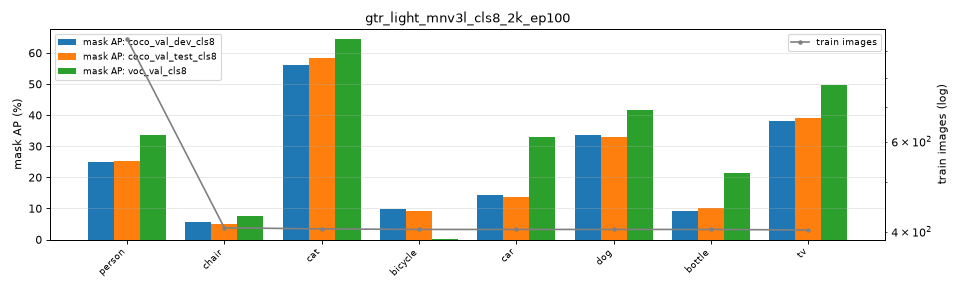 gtr_light_mnv3l_cls8_2k_ep100
mask AP: coco_val_dev_cls8
mask AP: coco_val_test_cls8
mask AP: voc_val_cls8
train images
mask AP (%)
60
50
40
30
20
10
0
train images (log)
6 × 10²
4 × 10²
person
chair
cat
bicycle
car
dog
bottle
tv